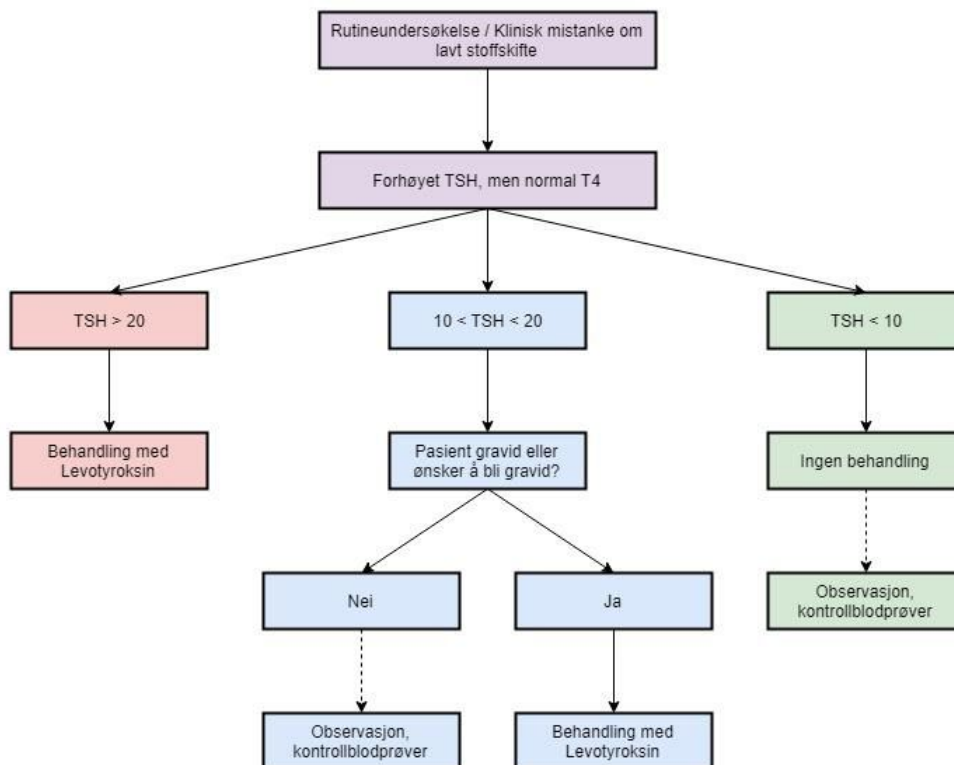 Rutineundersøkelse / Klinisk mistanke om
lavt stoffskifte
Forhøyet TSH, men normal T4
TSH > 20
10 < TSH < 20
TSH < 10
Behandling med
Levotyroksin
Pasient gravid eller
ønsker å bli gravid?
Ingen behandling
Nei
Ja
Observasjon,
kontrollblodprøver
Observasjon,
kontrollblodprøver
Behandling med
Levotyroksin